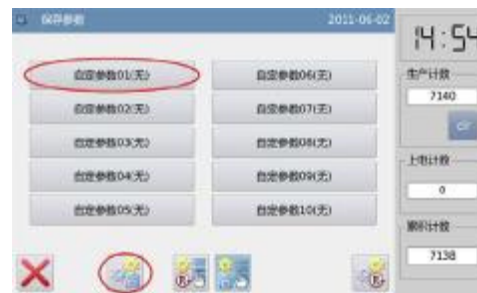 保存参数 2011-06-02
14:54
自定参数01(无) 自定参数06(无)
自定参数02(无) 自定参数07(无)
自定参数03(无) 自定参数08(无)
自定参数04(无) 自定参数09(无)
自定参数05(无) 自定参数10(无)
生产计数
7140
clr
上电计数
0
累积计数
7138